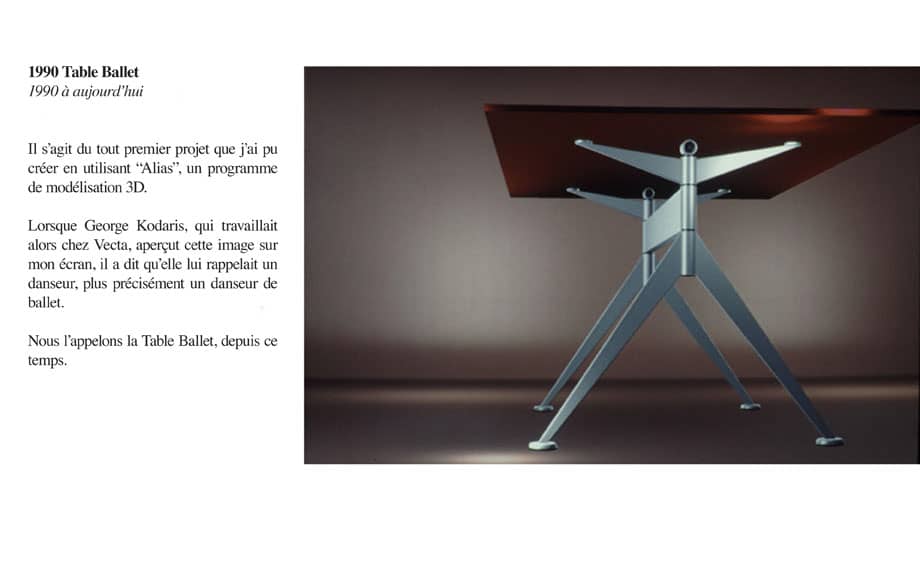 1990 Table Ballet
1990 à aujourd’hui
Il s’agit du tout premier projet que j’ai pu
créer en utilisant “Alias”, un programme
de modélisation 3D.
Lorsque George Kodaris, qui travaillait
alors chez Vecta, aperçut cette image sur
mon écran, il a dit qu’elle lui rappelait un
danseur, plus précisément un danseur de
ballet.
Nous l’appelons la Table Ballet, depuis ce
temps.